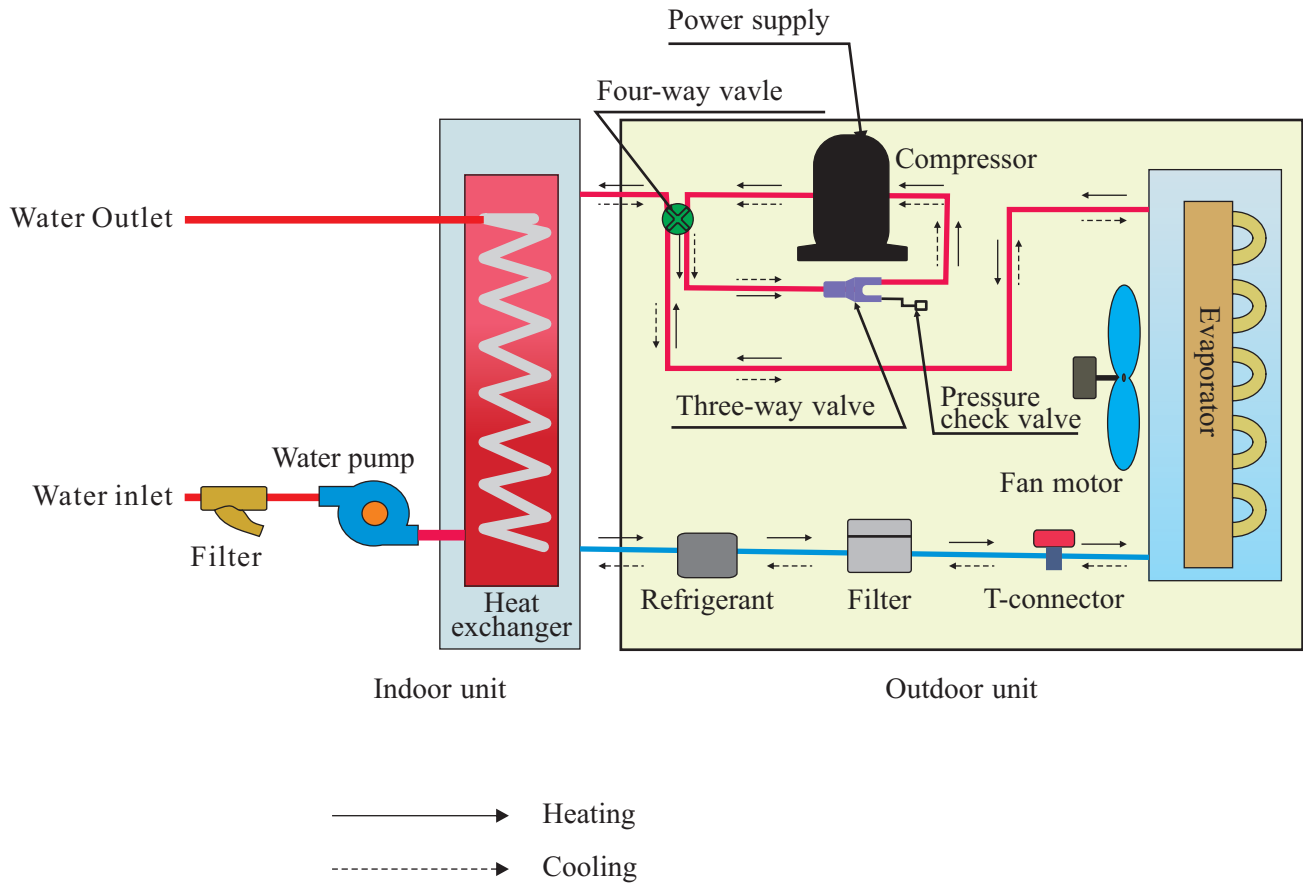 Power supply
Four-way vavle
Compressor
Water Outlet
Evaporator
Three-way valve
Pressure
check valve
Water pump
Water inlet
Fan motor
Filter
Refrigerant
Filter
T-connector
Heat
exchanger
Indoor unit
Outdoor unit
Heating
Cooling